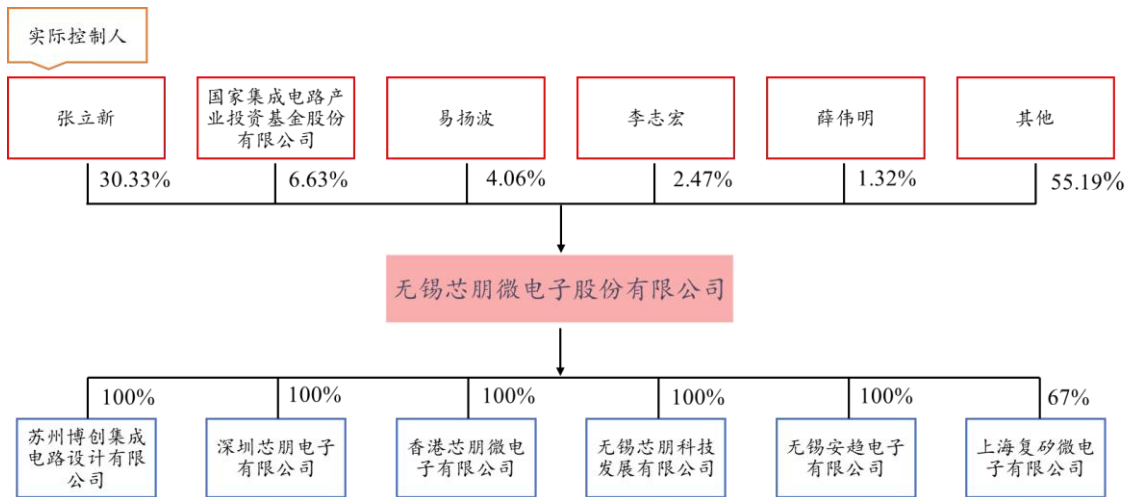 实际控制人
张立新
国家集成电路产
业投资基金股份
有限公司
易扬波
李志宏
薛伟明
其他
30.33%
6.63%
4.06%
2.47%
1.32%
55.19%
无锡芯朋微电子股份有限公司
100%
100%
100%
100%
100%
67%
苏州博创集成
电路设计有限
公司
深圳芯朋电子
有限公司
香港芯朋微电
子有限公司
无锡芯朋科技
发展有限公司
无锡安趋电子
有限公司
上海复矽微电
子有限公司